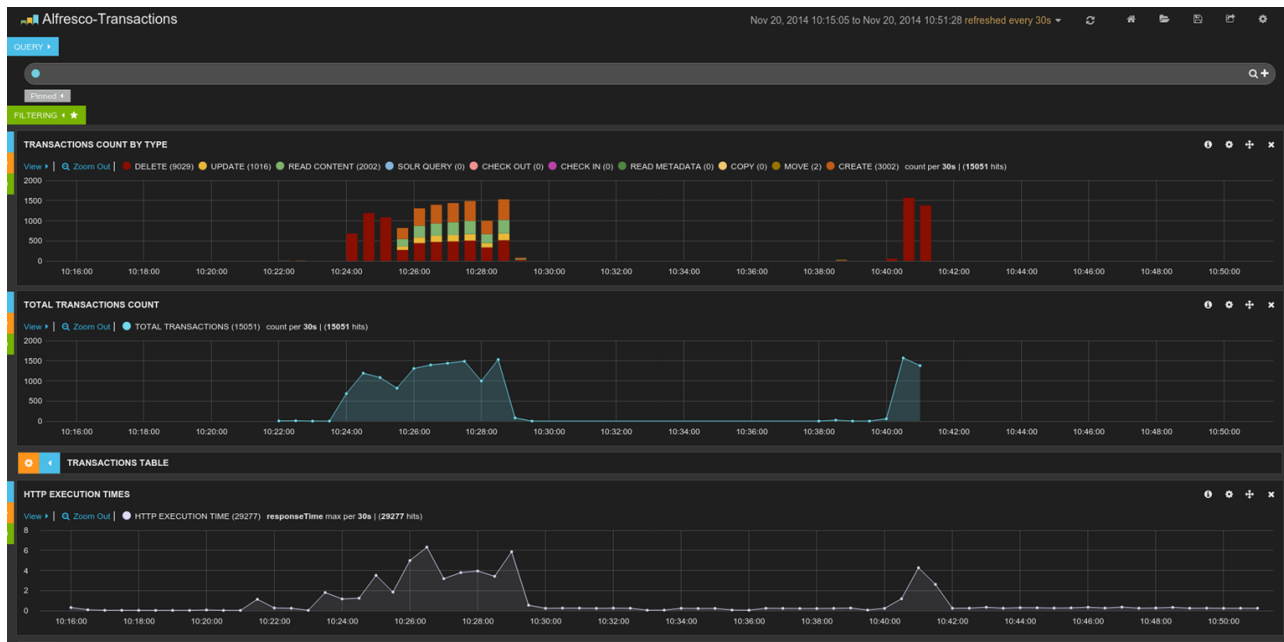 Alfresco-Transactions Nov 20, 2014 10:15:05 to Nov 20, 2014 10:51:28 refreshed every 30s
QUERY
Pinned
FILTERING
TRANSACTIONS COUNT BY TYPE
View | Zoom Out | DELETE (9029) UPDATE (1016) READ CONTENT (2002) SOLR QUERY (0) CHECK OUT (0) CHECK IN (0) READ METADATA (0) COPY (0) MOVE (2) CREATE (3002) count per 30s | (15051 hits)
2000
1500
1000
500
0
10:16:00 10:18:00 10:20:00 10:22:00 10:24:00 10:26:00 10:28:00 10:30:00 10:32:00 10:34:00 10:36:00 10:38:00 10:40:00 10:42:00 10:44:00 10:46:00 10:48:00 10:50:00
TOTAL TRANSACTIONS COUNT
View | Zoom Out | TOTAL TRANSACTIONS (15051) count per 30s | (15051 hits)
2000
1500
1000
500
0
10:16:00 10:18:00 10:20:00 10:22:00 10:24:00 10:26:00 10:28:00 10:30:00 10:32:00 10:34:00 10:36:00 10:38:00 10:40:00 10:42:00 10:44:00 10:46:00 10:48:00 10:50:00
TRANSACTIONS TABLE
HTTP EXECUTION TIMES
View | Zoom Out | HTTP EXECUTION TIME (29277) responseTime max per 30s | (29277 hits)
8
6
4
2
0
10:16:00 10:18:00 10:20:00 10:22:00 10:24:00 10:26:00 10:28:00 10:30:00 10:32:00 10:34:00 10:36:00 10:38:00 10:40:00 10:42:00 10:44:00 10:46:00 10:48:00 10:50:00